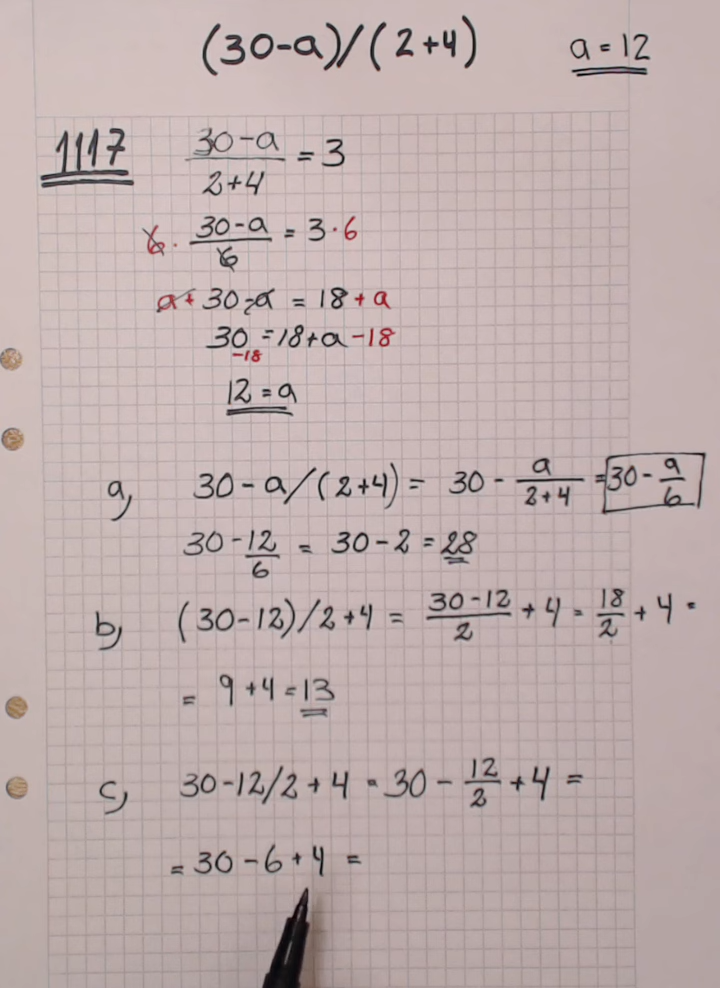 (30-a)/(2+4) a = 12
1117 (30-a)/(2+4) = 3
6 · (30-a)/6 = 3 · 6
a + 30 - a = 18 + a
30 - 18 = 18 + a - 18
12 = a
a) 30 - a/(2+4) = 30 - a/(2+4) = 30 - a/6
30 - 12/6 = 30 - 2 = 28
b) (30-12)/2+4 = (30-12)/2 + 4 = 18/2 + 4 =
= 9 + 4 = 13
c) 30-12/2+4 = 30 - 12/2 + 4 =
= 30 - 6 + 4 =